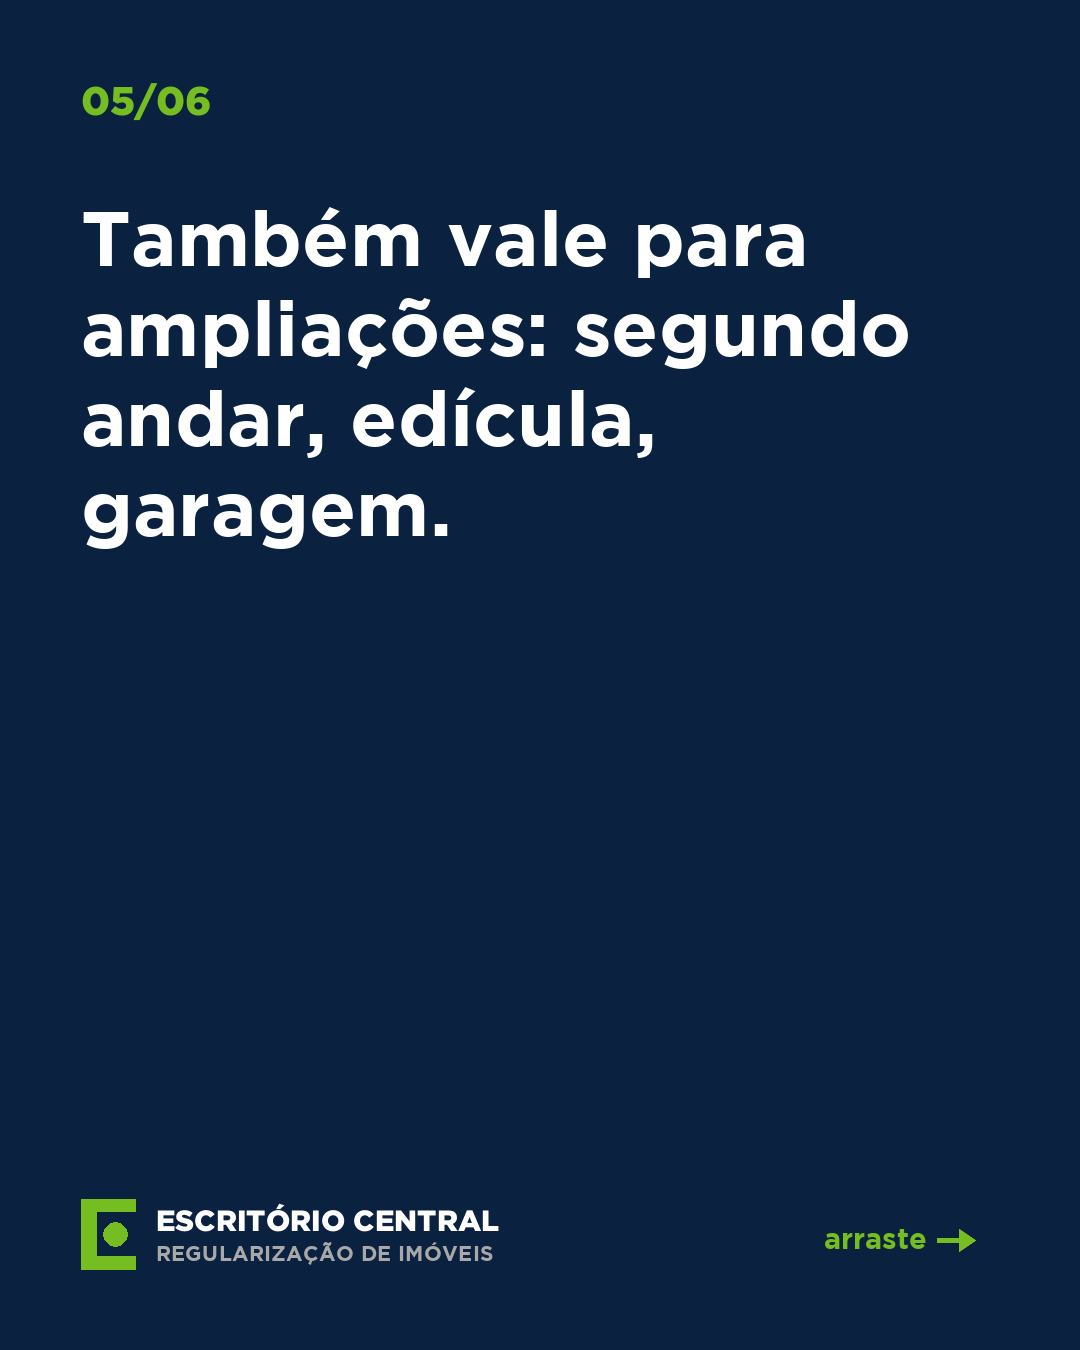 05/06
Também vale para
ampliações: segundo
andar, edícula,
garagem.
ESCRITÓRIO CENTRAL
REGULARIZAÇÃO DE IMÓVEIS
arraste